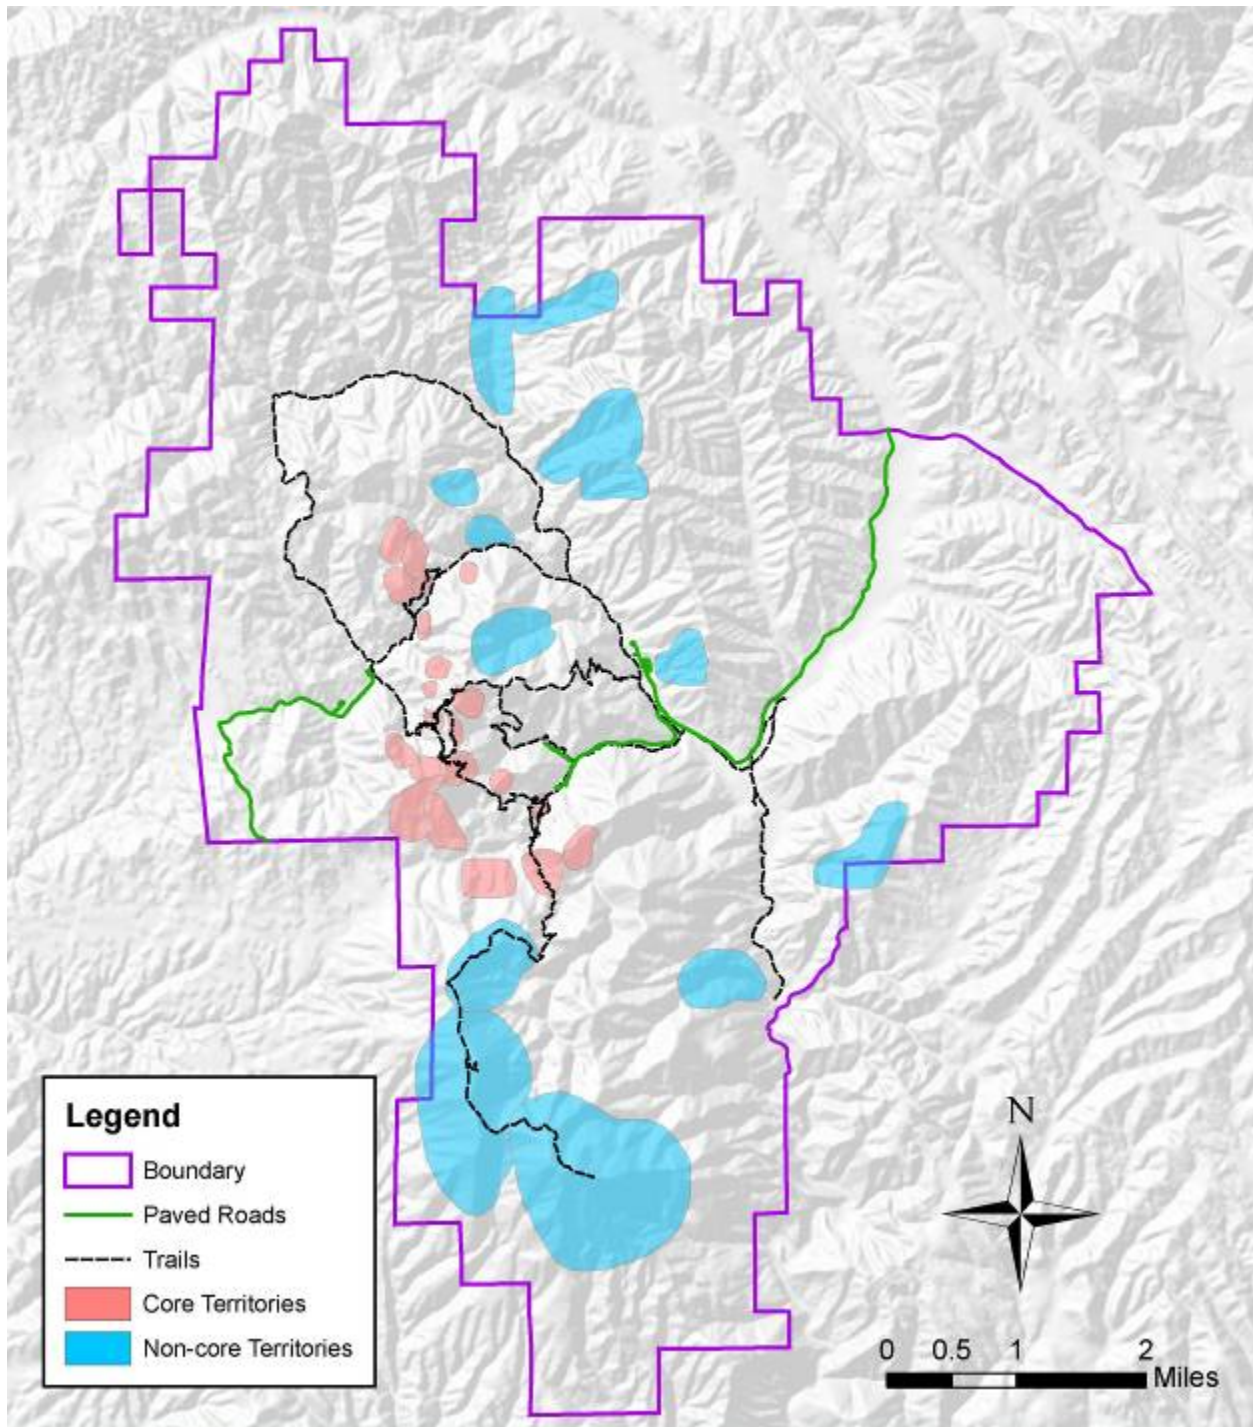 Legend
Boundary
Paved Roads
Trails
Core Territories
Non-core Territories
N
0 0.5 1 2
Miles